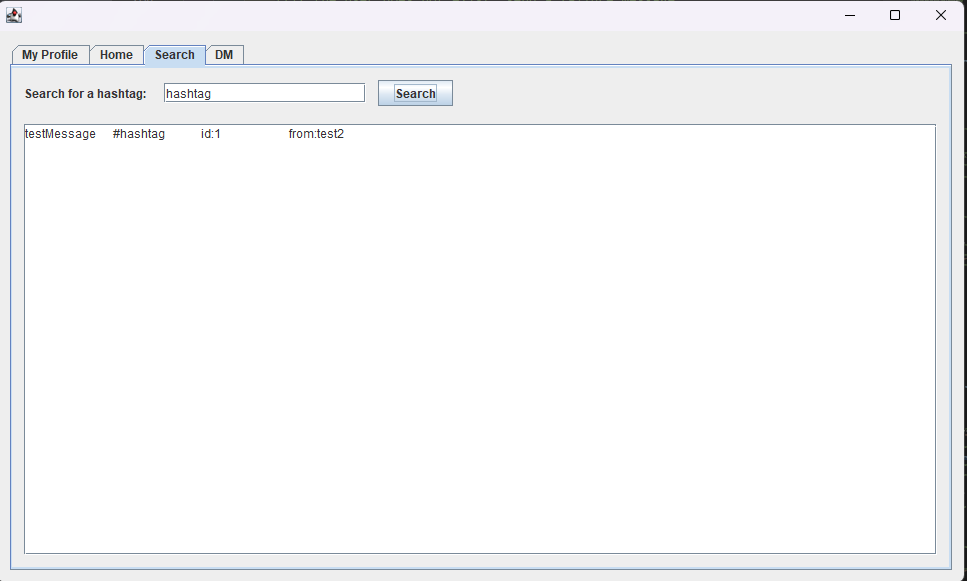 My Profile Home Search DM
Search for a hashtag: hashtag Search
testMessage #hashtag id:1 from:test2